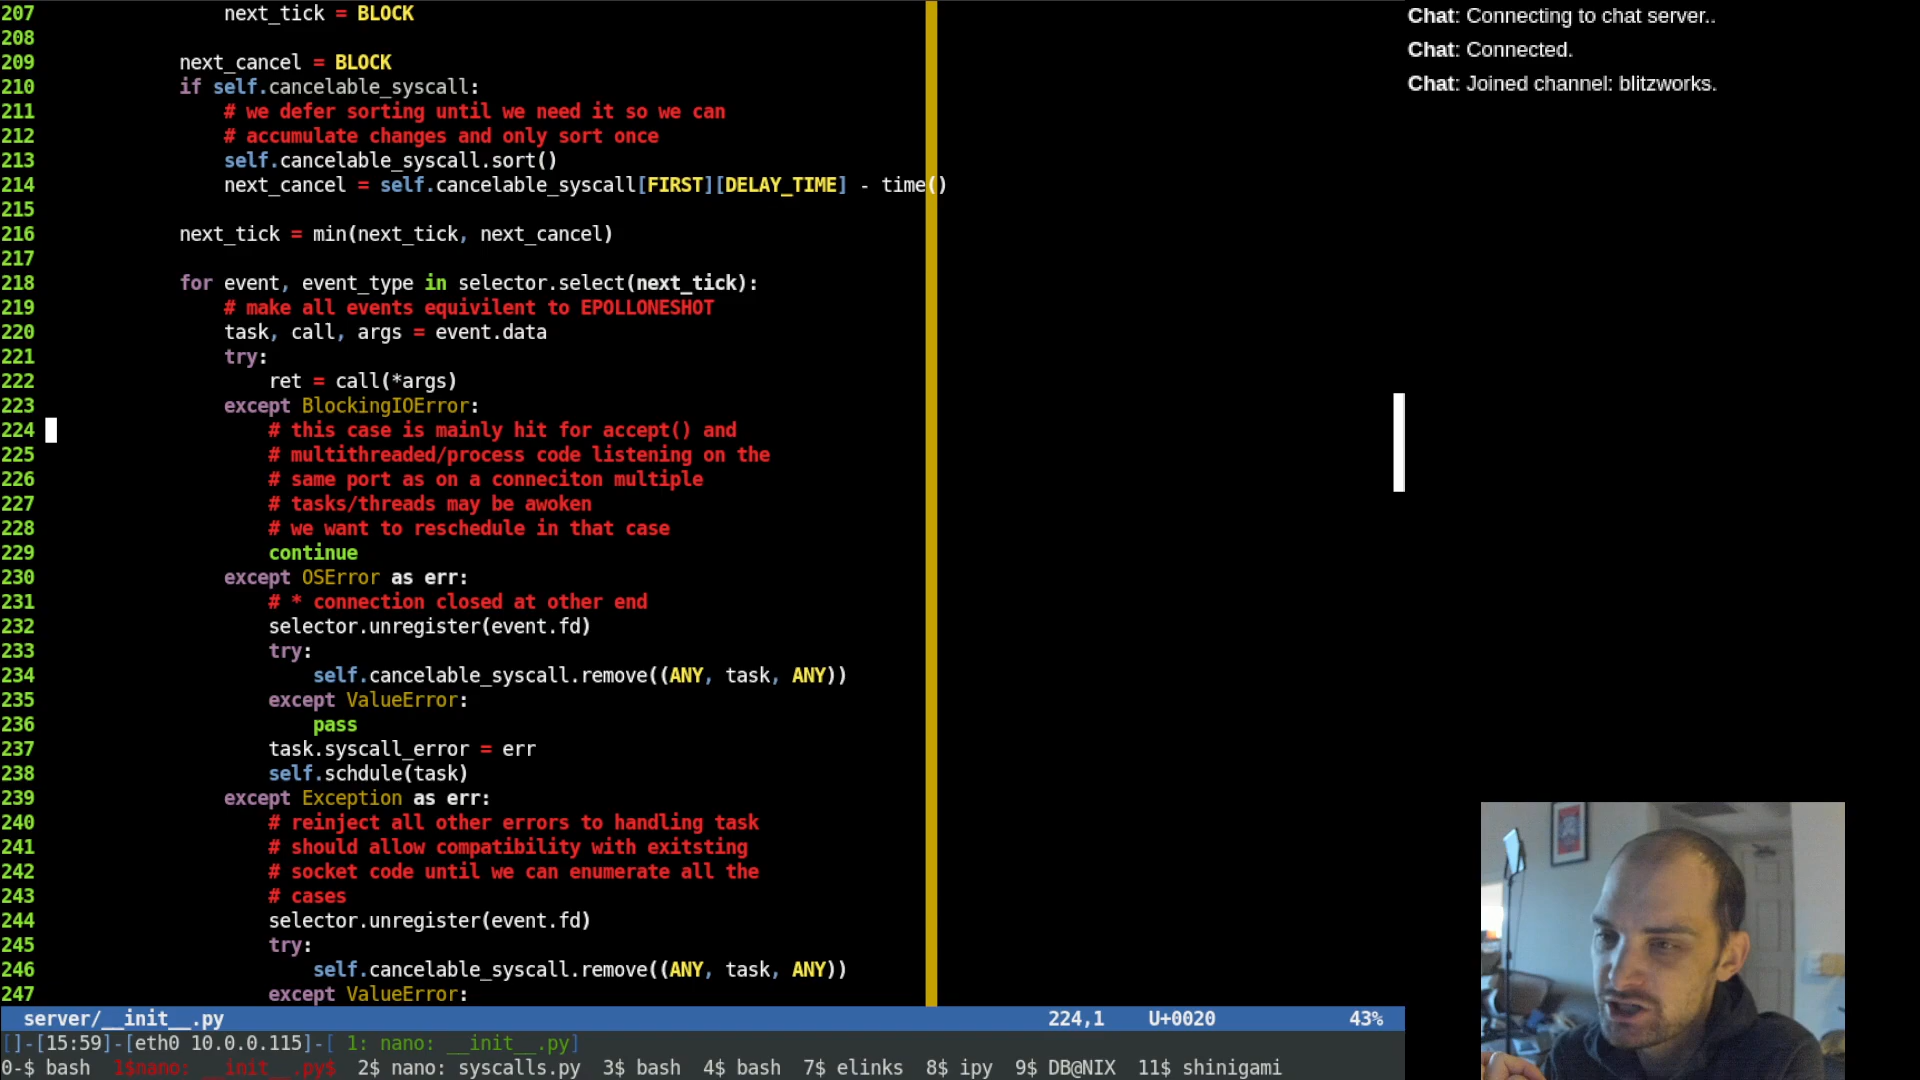 207                 next_tick = BLOCK
208
209             next_cancel = BLOCK
210             if self.cancelable_syscall:
211                 # we defer sorting until we need it so we can
212                 # accumulate changes and only sort once
213                 self.cancelable_syscall.sort()
214                 next_cancel = self.cancelable_syscall[FIRST][DELAY_TIME] - time()
215
216             next_tick = min(next_tick, next_cancel)
217
218             for event, event_type in selector.select(next_tick):
219                 # make all events equivilent to EPOLLONESHOT
220                 task, call, args = event.data
221                 try:
222                     ret = call(*args)
223                 except BlockingIOError:
224                     # this case is mainly hit for accept() and
225                     # multithreaded/process code listening on the
226                     # same port as on a conneciton multiple
227                     # tasks/threads may be awoken
228                     # we want to reschedule in that case
229                     continue
230                 except OSError as err:
231                     # * connection closed at other end
232                     selector.unregister(event.fd)
233                     try:
234                         self.cancelable_syscall.remove((ANY, task, ANY))
235                     except ValueError:
236                         pass
237                     task.syscall_error = err
238                     self.schdule(task)
239                 except Exception as err:
240                     # reinject all other errors to handling task
241                     # should allow compatibility with exitsting
242                     # socket code until we can enumerate all the
243                     # cases
244                     selector.unregister(event.fd)
245                     try:
246                         self.cancelable_syscall.remove((ANY, task, ANY))
247                     except ValueError:
server/__init__.py 224,1 U+0020 43%
[]-[15:59]-[eth0 10.0.0.115]-[ 1: nano: __init__.py]
0-$ bash 1$nano: __init__.py$ 2$ nano: syscalls.py 3$ bash 4$ bash 7$ elinks 8$ ipy 9$ DB@NIX 11$ shinigami
Chat: Connecting to chat server..
Chat: Connected.
Chat: Joined channel: blitzworks.